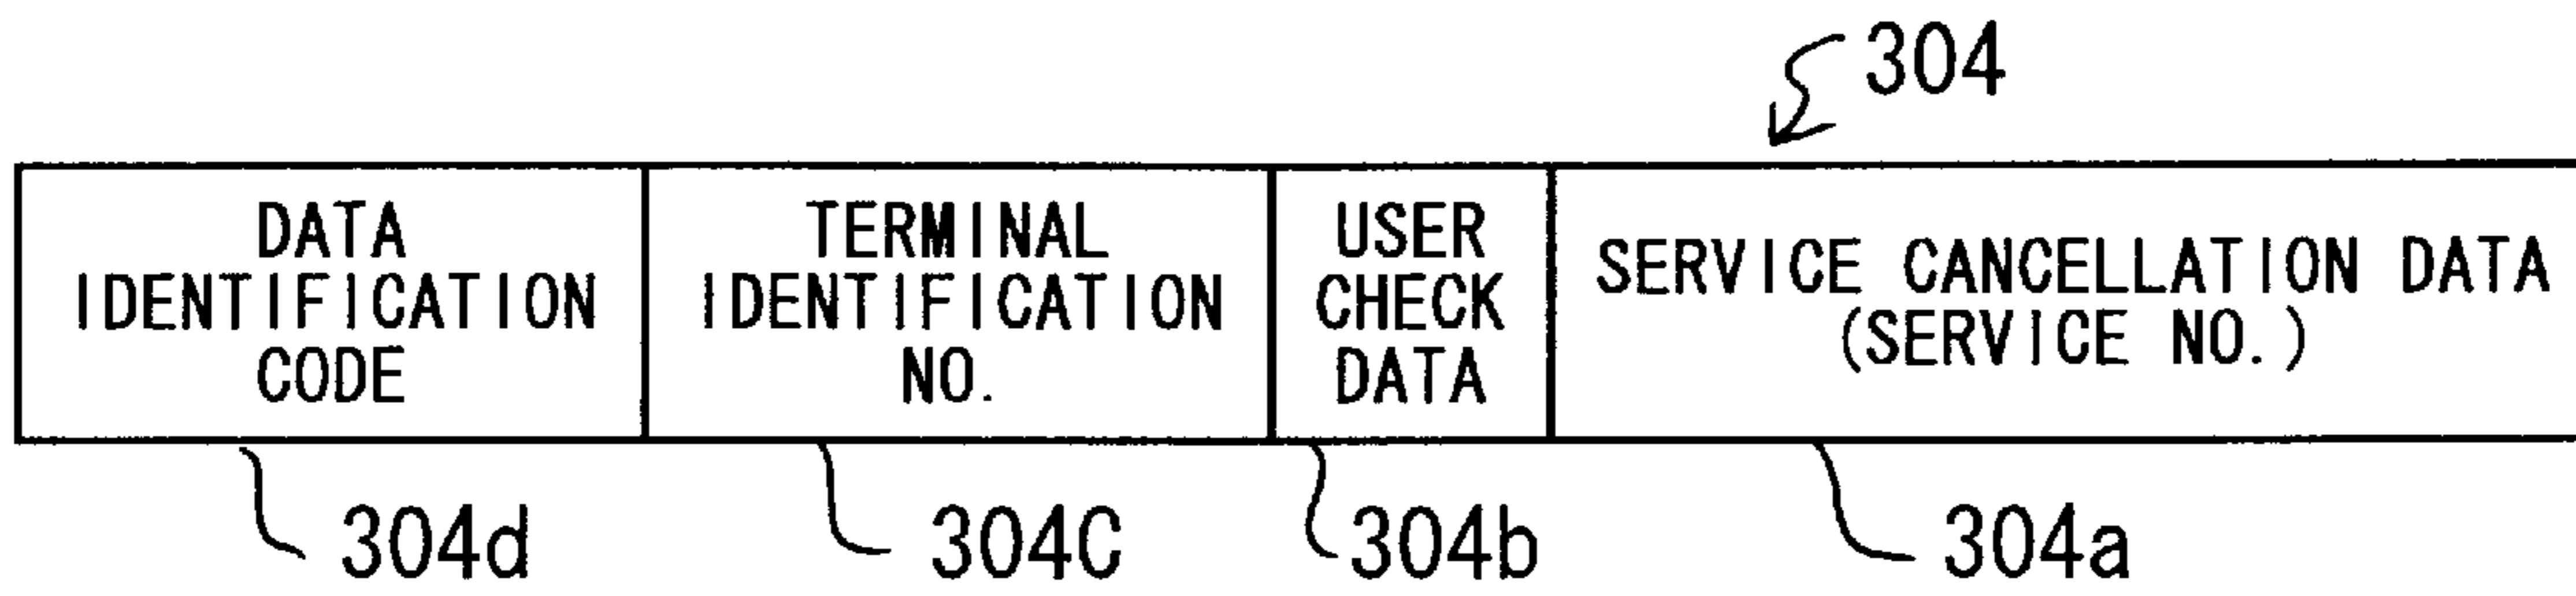 304
DATA
IDENTIFICATION
CODE
TERMINAL
IDENTIFICATION
NO.
USER
CHECK
DATA
SERVICE CANCELLATION DATA
(SERVICE NO.)
304d
304C
304b
304a